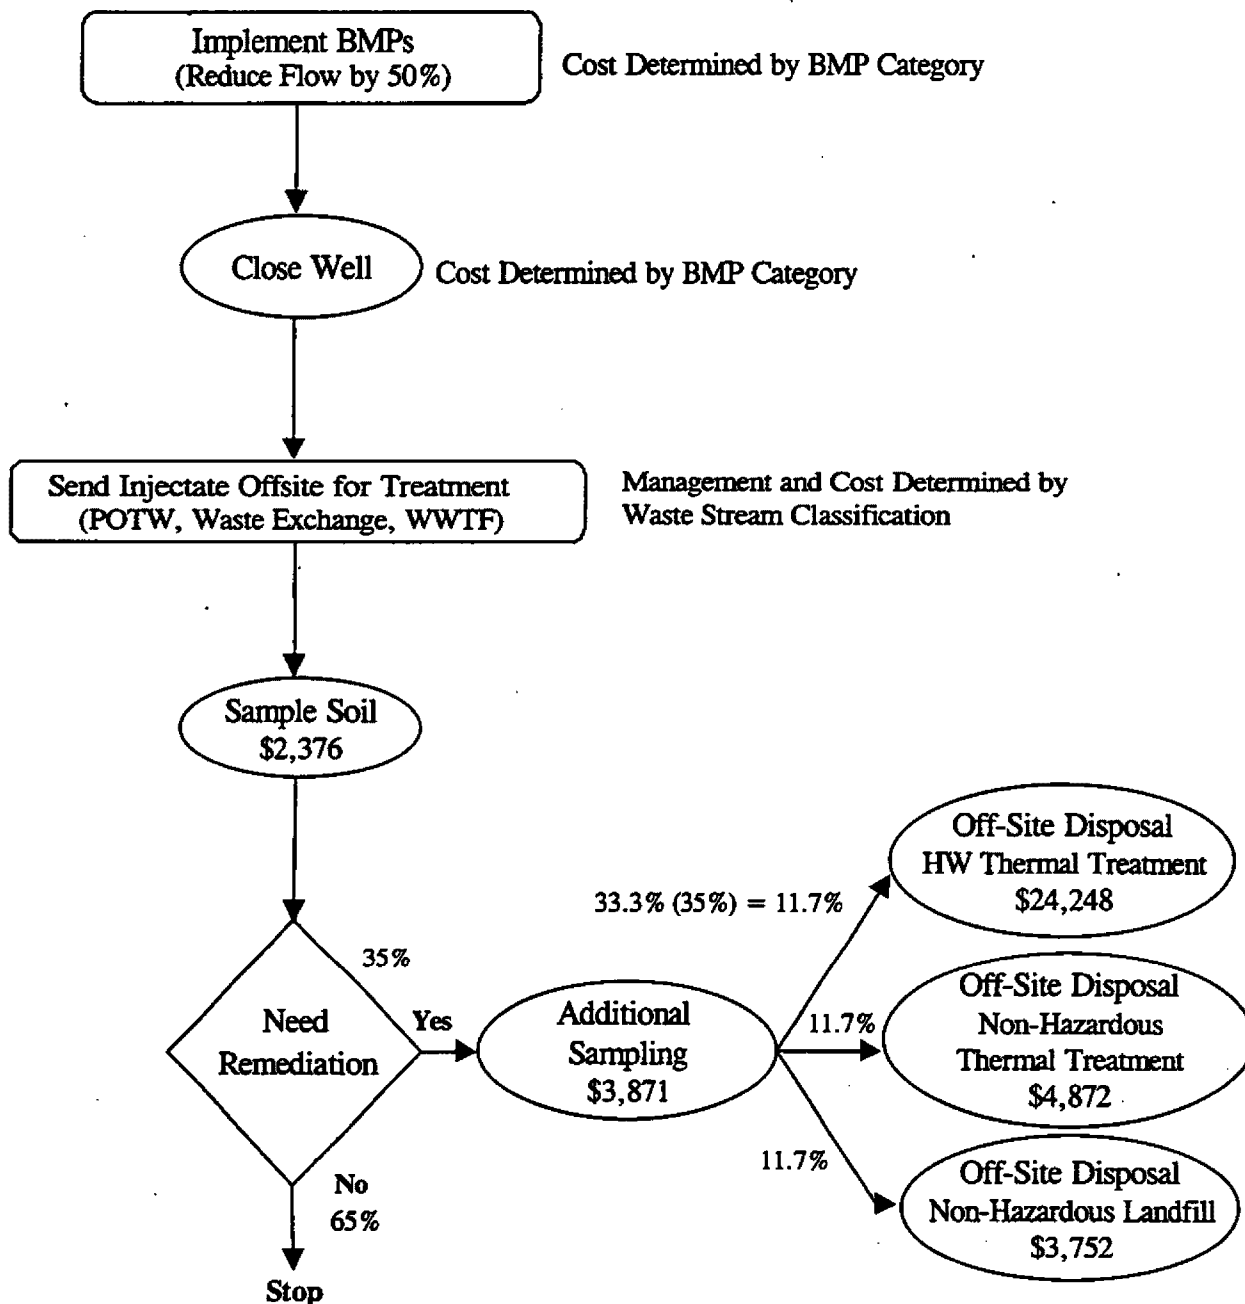 Implement BMPs
(Reduce Flow by 50%)
Cost Determined by BMP Category
Close Well
Cost Determined by BMP Category
Send Injectate Offsite for Treatment
(POTW, Waste Exchange, WWTF)
Management and Cost Determined by
Waste Stream Classification
Sample Soil
$2,376
Need
Remediation
35%
Yes
No
65%
Stop
Additional
Sampling
$3,871
33.3% (35%) = 11.7%
Off-Site Disposal
HW Thermal Treatment
$24,248
11.7%
Off-Site Disposal
Non-Hazardous
Thermal Treatment
$4,872
11.7%
Off-Site Disposal
Non-Hazardous Landfill
$3,752